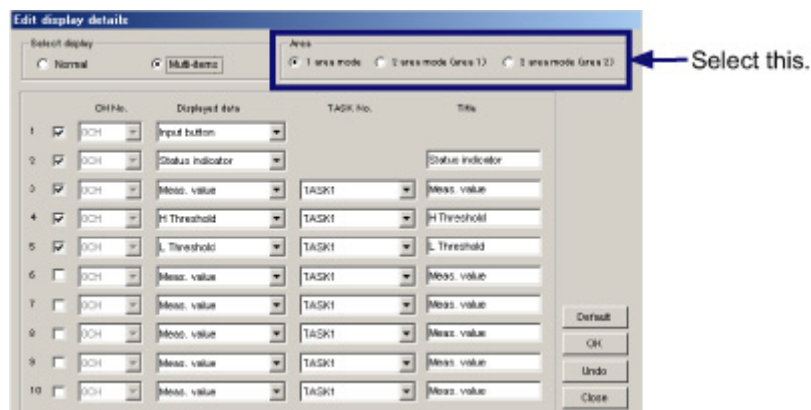 Edit display details
Select display
Normal
Multi-items
Area
1 area mode
2 area mode (area 1)
2 area mode (area 2)
Select this.
CH No. Displayed data TASK No. Title
1 0CH Input button
2 0CH Status indicator Status indicator
3 0CH Meas. value TASK1 Meas. value
4 0CH H Threshold TASK1 H Threshold
5 0CH L Threshold TASK1 L Threshold
6 0CH Meas. value TASK1 Meas. value
7 0CH Meas. value TASK1 Meas. value
8 0CH Meas. value TASK1 Meas. value
9 0CH Meas. value TASK1 Meas. value
10 0CH Meas. value TASK1 Meas. value
Default
OK
Undo
Close